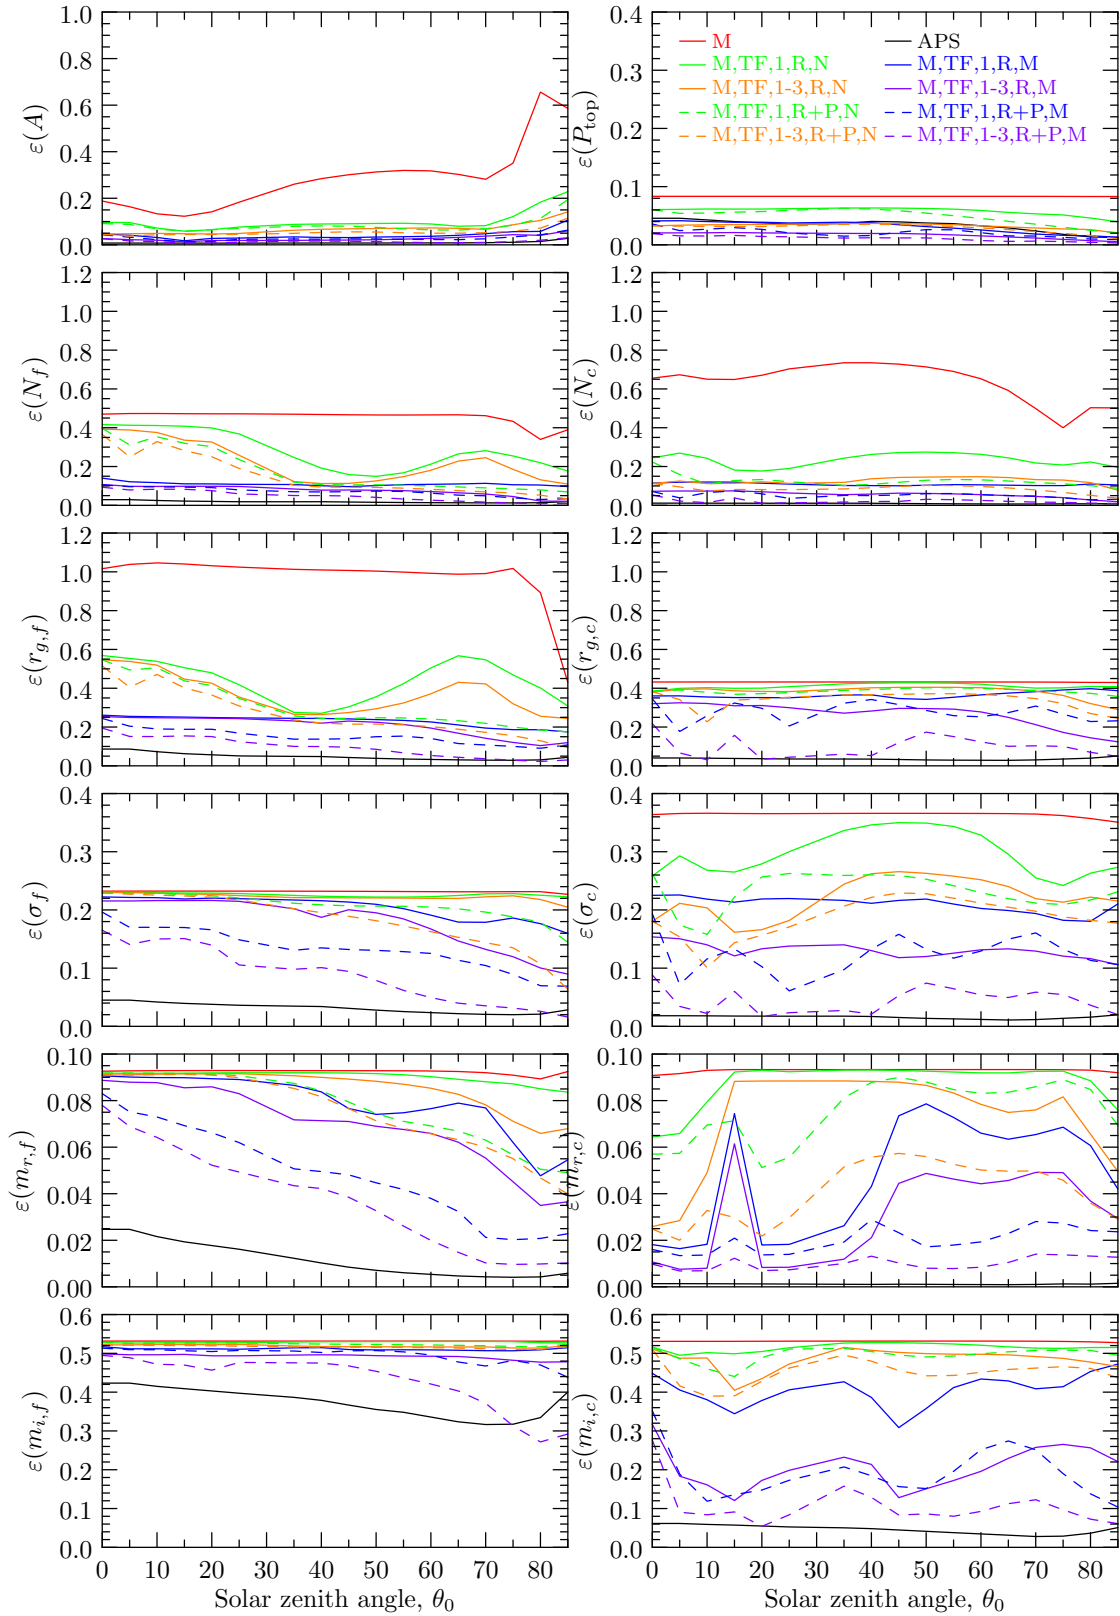 1.0
0.8
0.6
0.4
0.2
0.0
ε(A)
0.4
0.3
0.2
0.1
0.0
ε(P_top)
M
M,TF,1,R,N
M,TF,1-3,R,N
M,TF,1,R+P,N
M,TF,1-3,R+P,N
APS
M,TF,1,R,M
M,TF,1-3,R,M
M,TF,1,R+P,M
M,TF,1-3,R+P,M
1.2
1.0
0.8
0.6
0.4
0.2
0.0
ε(N_f)
1.2
1.0
0.8
0.6
0.4
0.2
0.0
ε(N_c)
1.2
1.0
0.8
0.6
0.4
0.2
0.0
ε(r_{g,f})
1.2
1.0
0.8
0.6
0.4
0.2
0.0
ε(r_{g,c})
0.4
0.3
0.2
0.1
0.0
ε(σ_f)
0.4
0.3
0.2
0.1
0.0
ε(σ_c)
0.10
0.08
0.06
0.04
0.02
0.00
ε(m_{r,f})
0.10
0.08
0.06
0.04
0.02
0.00
ε(m_{r,c})
0.6
0.5
0.4
0.3
0.2
0.1
0.0
ε(m_{i,f})
0 10 20 30 40 50 60 70 80
Solar zenith angle, θ₀
0.6
0.5
0.4
0.3
0.2
0.1
0.0
ε(m_{i,c})
0 10 20 30 40 50 60 70 80
Solar zenith angle, θ₀